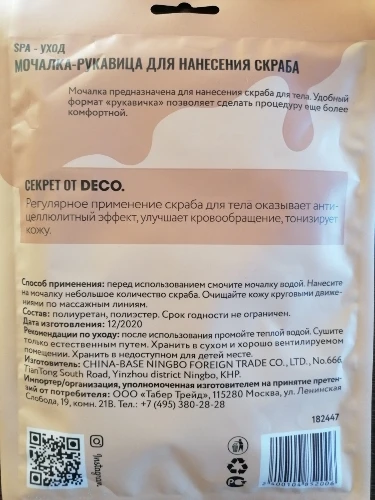 SPA - УХОД
МОЧАЛКА-РУКАВИЦА ДЛЯ НАНЕСЕНИЯ СКРАБА
Мочалка предназначена для нанесения скраба для тела. Удобный
формат «рукавичка» позволяет сделать процедуру еще более
комфортной.
СЕКРЕТ ОТ DECO.
Регулярное применение скраба для тела оказывает анти-
целлюлитный эффект, улучшает кровообращение, тонизирует
кожу.
Способ применения: перед использованием смочите мочалку водой. Нанесите
на мочалку небольшое количество скраба. Очищайте кожу круговыми движе-
ниями по массажным линиям.
Состав: полиуретан, полиэстер. Срок годности не ограничен.
Дата изготовления: 12/2020
Рекомендации по уходу: после использования промойте теплой водой. Сушите
только естественным путем. Хранить в сухом и хорошо вентилируемом
помещении. Хранить в недоступном для детей месте.
Изготовитель: CHINA-BASE NINGBO FOREIGN TRADE CO., LTD., No.666,
TianTong South Road, Yinzhou district Ningbo, КНР.
Импортер/организация, уполномоченная изготовителем на принятие претен-
зий от потребителя: ООО «Табер Трейд», 115280 Москва, ул. Ленинская
Слобода, 19, комн. 21В. Тел.: +7 (495) 380-28-28
182447
Instagram